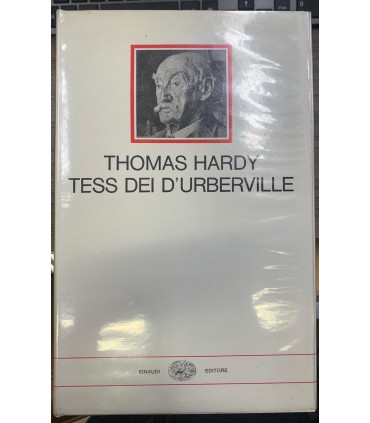 THOMAS HARDY
TESS DEI D'URBERVILLE
EINAUDI EDITORE